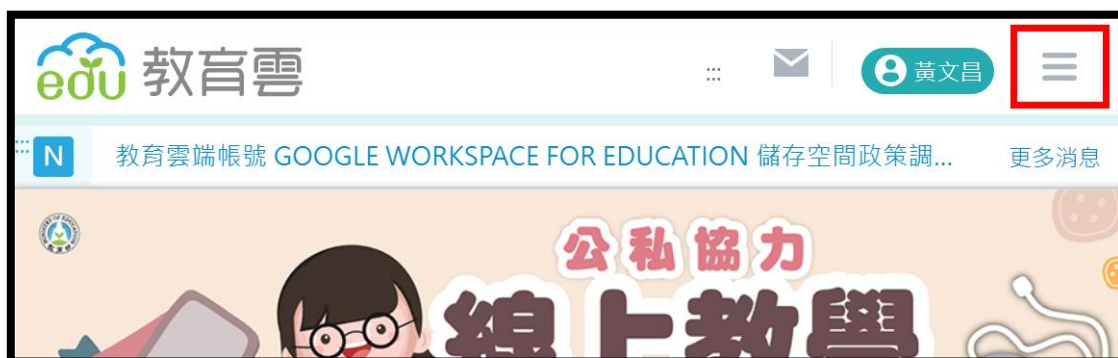 edu 教育雲
:::
黃文昌
:::
N
教育雲端帳號 GOOGLE WORKSPACE FOR EDUCATION 儲存空間政策調...
更多消息
公私協力
線上教學